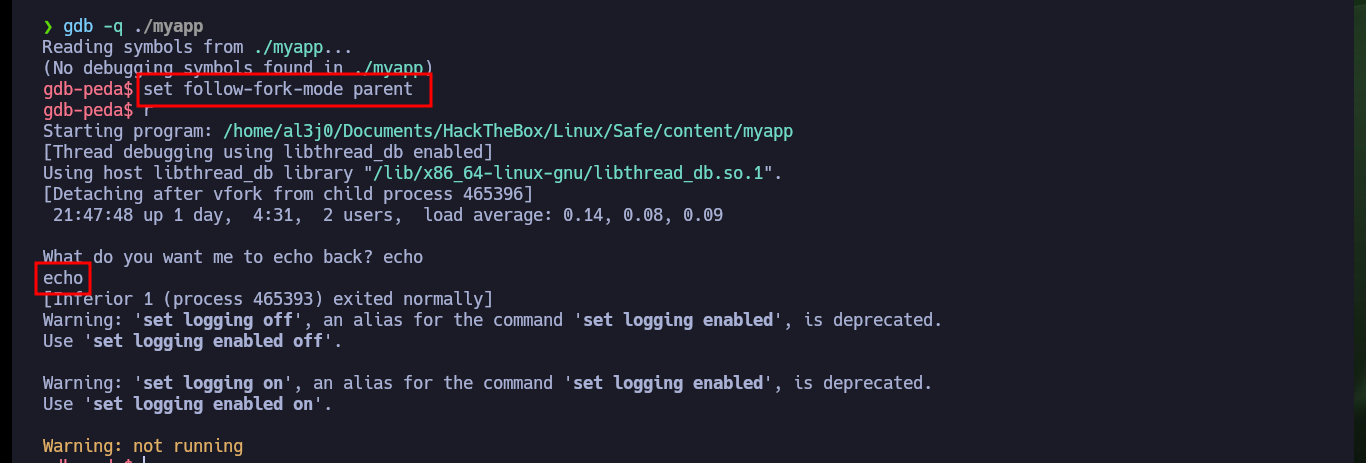 ❯ gdb -q ./myapp
Reading symbols from ./myapp...
(No debugging symbols found in ./myapp)
gdb-peda$ set follow-fork-mode parent
gdb-peda$ r
Starting program: /home/al3j0/Documents/HackTheBox/Linux/Safe/content/myapp
[Thread debugging using libthread_db enabled]
Using host libthread_db library "/lib/x86_64-linux-gnu/libthread_db.so.1".
[Detaching after vfork from child process 465396]
 21:47:48 up 1 day,  4:31,  2 users,  load average: 0.14, 0.08, 0.09
What do you want me to echo back? echo
echo
[Inferior 1 (process 465393) exited normally]
Warning: 'set logging off', an alias for the command 'set logging enabled', is deprecated.
Use 'set logging enabled off'.
Warning: 'set logging on', an alias for the command 'set logging enabled', is deprecated.
Use 'set logging enabled on'.
Warning: not running